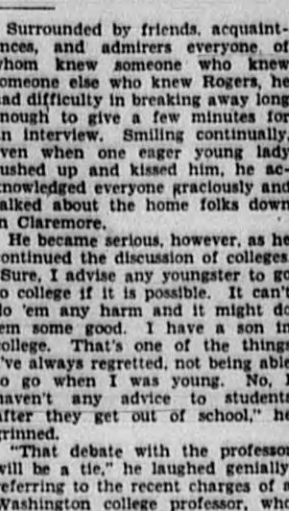 Surrounded by friends, acquaint-
nces, and admirers everyone of
whom knew someone who knew
omeone else who knew Rogers, he
ad difficulty in breaking away long
nough to give a few minutes for
n interview. Smiling continually,
ven when one eager young lady
ushed up and kissed him, he ac-
nowledged everyone graciously and
alked about the home folks down
n Claremore.
He became serious, however, as he
ontinued the discussion of colleges.
Sure, I advise any youngster to go
o college if it is possible. It can't
do 'em any harm and it might do
em some good. I have a son in
ollege. That's one of the things
've always regretted, not being able
o go when I was young. No, I
haven't any advice to students
after they get out of school," he
grinned.
"That debate with the professor
will be a tie," he laughed genially
referring to the recent charges of a
Washington college professor, who